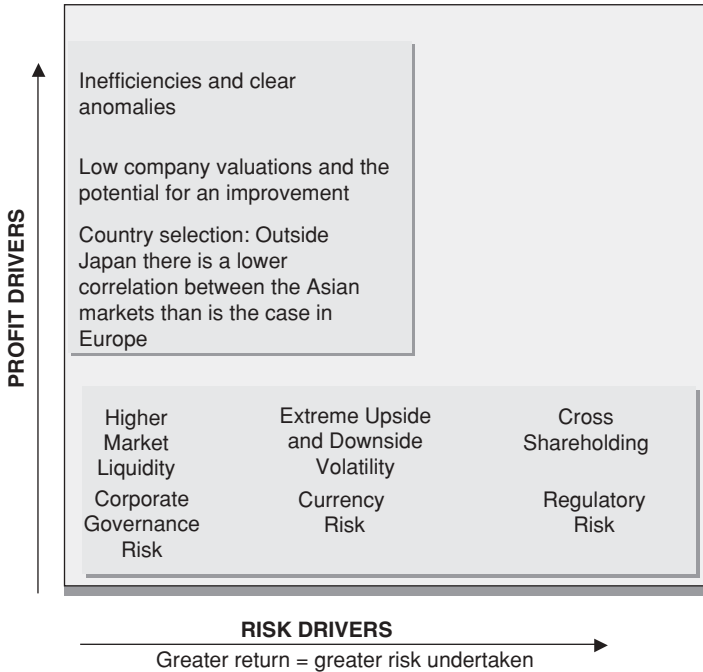 PROFIT DRIVERS
Inefficiencies and clear
anomalies
Low company valuations and the
potential for an improvement
Country selection: Outside
Japan there is a lower
correlation between the Asian
markets than is the case in
Europe
Higher
Market
Liquidity
Extreme Upside
and Downside
Volatility
Cross
Shareholding
Corporate
Governance
Risk
Currency
Risk
Regulatory
Risk
RISK DRIVERS
Greater return = greater risk undertaken